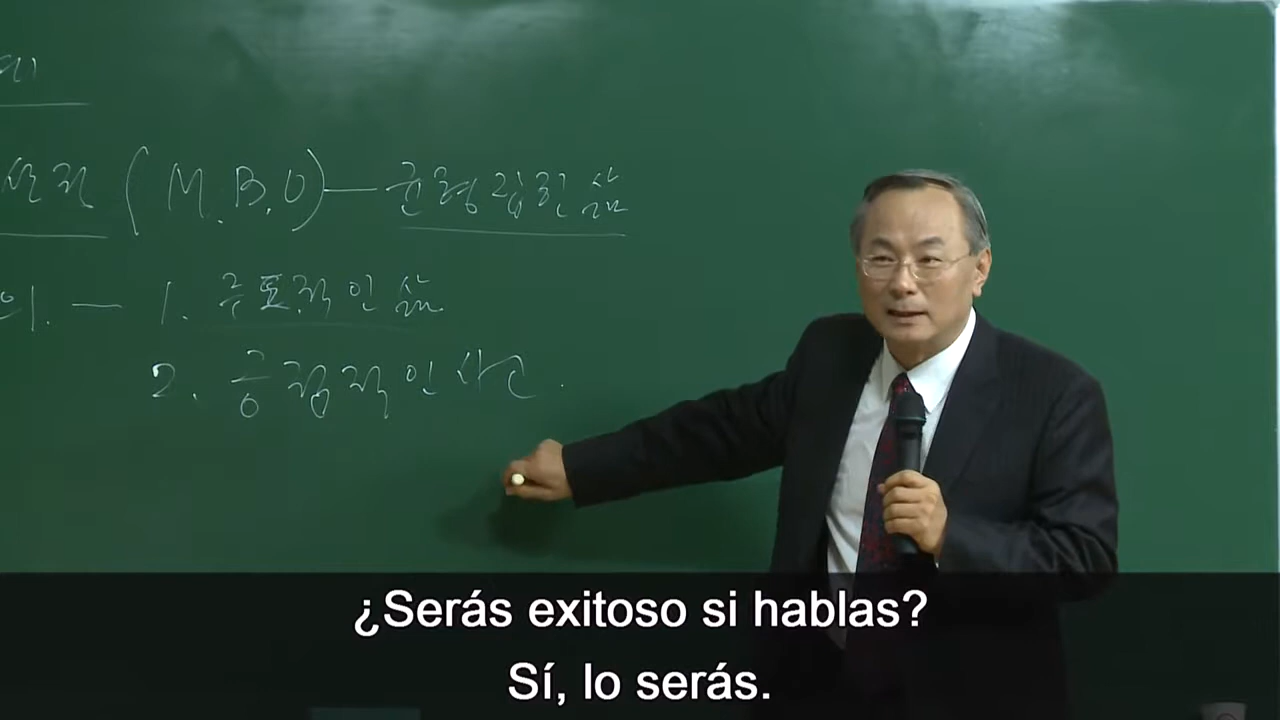 (M.B.O) — 균형잡힌 삶
1. — 1. 주도적인 삶
2. 긍정적인 사고.
¿Serás exitoso si hablas?
Sí, lo serás.